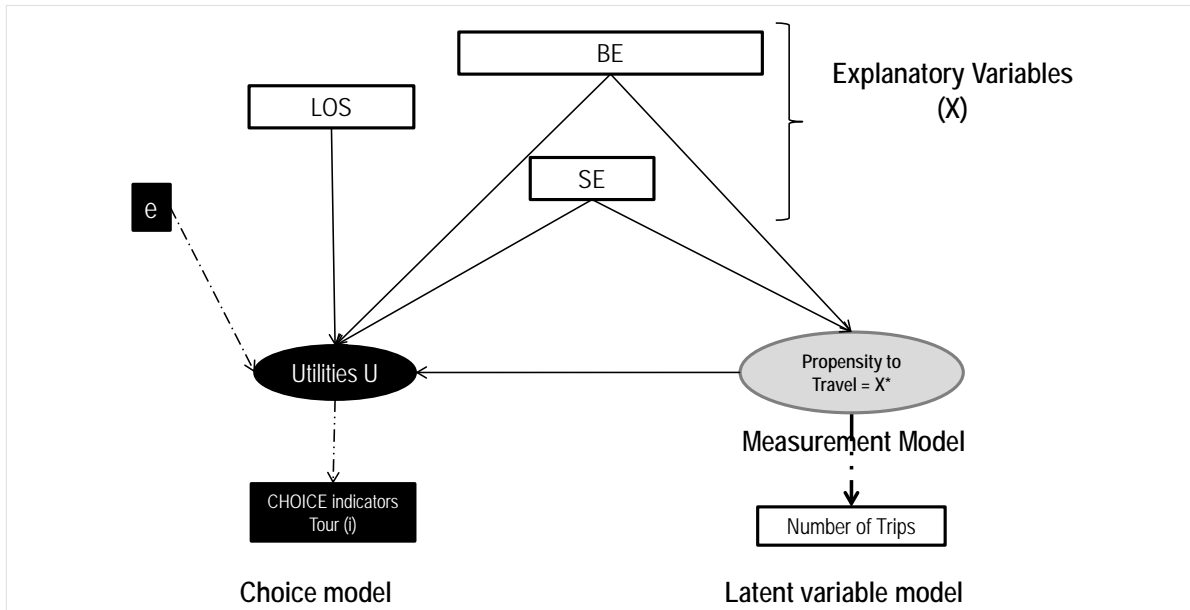 BE
Explanatory Variables
(X)
LOS
SE
e
Utilities U
Propensity to
Travel = X*
Measurement Model
CHOICE indicators
Tour (i)
Number of Trips
Choice model
Latent variable model